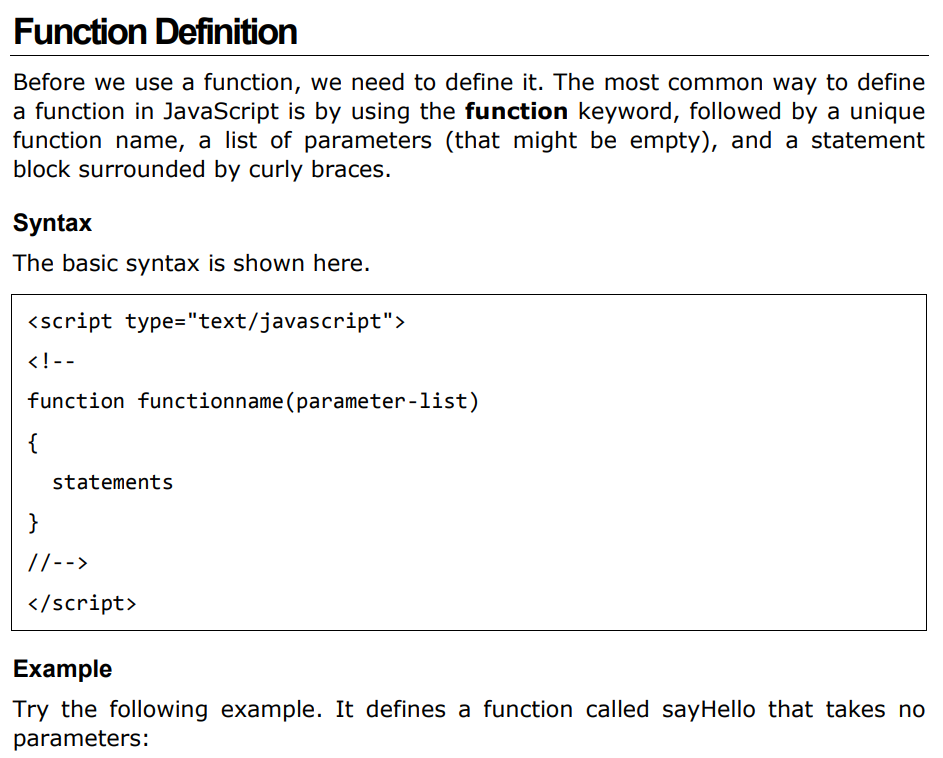 Function Definition
Before we use a function, we need to define it. The most common way to define
a function in JavaScript is by using the function keyword, followed by a unique
function name, a list of parameters (that might be empty), and a statement
block surrounded by curly braces.
Syntax
The basic syntax is shown here.
<script type="text/javascript">
<!--
function functionname(parameter-list)
{
  statements
}
//-->
</script>
Example
Try the following example. It defines a function called sayHello that takes no
parameters: